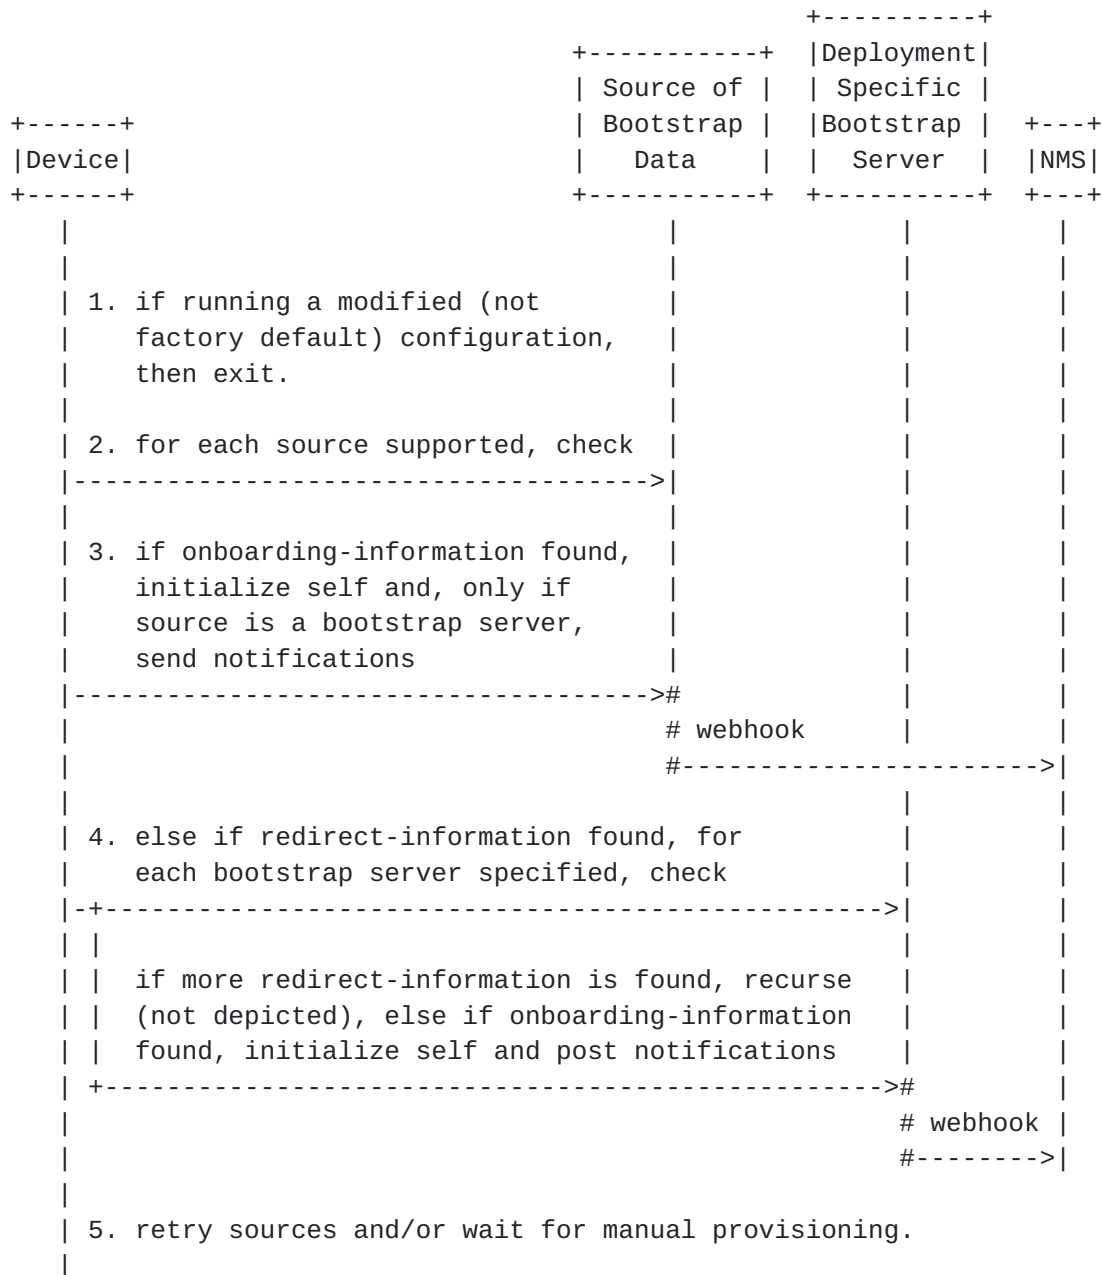 +----------+
                                    +-----------+  |Deployment|
                                    | Source of |  | Specific |
+------+                            | Bootstrap |  |Bootstrap |  +---+
|Device|                            |   Data    |  |  Server  |  |NMS|
+------+                            +-----------+  +----------+  +---+
   |                                      |              |         |
   |                                      |              |         |
   | 1. if running a modified (not        |              |         |
   |    factory default) configuration,   |              |         |
   |    then exit.                        |              |         |
   |                                      |              |         |
   | 2. for each source supported, check  |              |         |
   |------------------------------------->|              |         |
   |                                      |              |         |
   | 3. if onboarding-information found,  |              |         |
   |    initialize self and, only if      |              |         |
   |    source is a bootstrap server,     |              |         |
   |    send notifications                |              |         |
   |------------------------------------->#              |         |
   |                                      # webhook      |         |
   |                                      #----------------------->|
   |                                                     |         |
   | 4. else if redirect-information found, for          |         |
   |    each bootstrap server specified, check           |         |
   |-+-------------------------------------------------->|         |
   | |                                                   |         |
   | |  if more redirect-information is found, recurse   |         |
   | |  (not depicted), else if onboarding-information   |         |
   | |  found, initialize self and post notifications    |         |
   | +-------------------------------------------------->#         |
   |                                                     # webhook |
   |                                                     #-------->|
   |
   | 5. retry sources and/or wait for manual provisioning.
   |